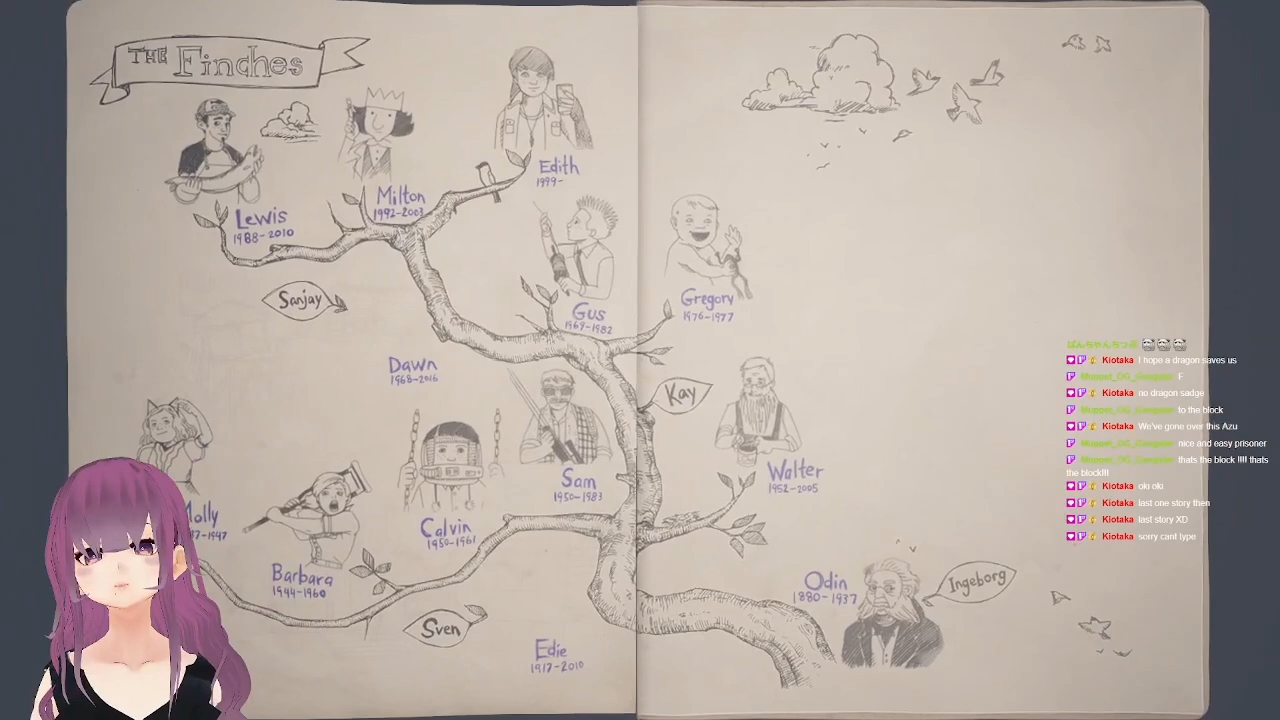 THE Finches
Edith
1999-
Milton
1992-2003
Lewis
1988-2010
Sanjay
Gus
1969-1982
Gregory
1976-1977
Dawn
1968-2016
Kay
Sam
1950-1983
Walter
1952-2005
Molly
-1947
Calvin
1950-1961
Barbara
1944-1960
Odin
1880-1937
Ingeborg
Sven
Edie
1917-2010
Kiotaka I hope a dragon saves us
F
Kiotaka no dragon sadge
to the block
Kiotaka We've gone over this Azu
nice and easy prisoner
thats the block !!!! thats
the block!!!
Kiotaka oki oki
Kiotaka last one story then
Kiotaka last story XD
Kiotaka sorry cant type